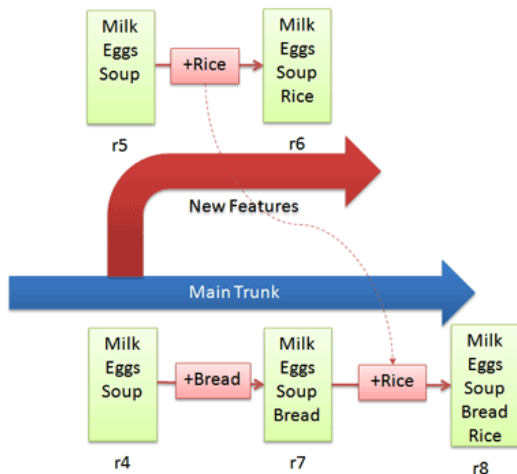 Milk
Eggs
Soup
+Rice
Milk
Eggs
Soup
Rice
r5
r6
New Features
Main Trunk
Milk
Eggs
Soup
+Bread
Milk
Eggs
Soup
Bread
+Rice
Milk
Eggs
Soup
Bread
Rice
r4
r7
r8